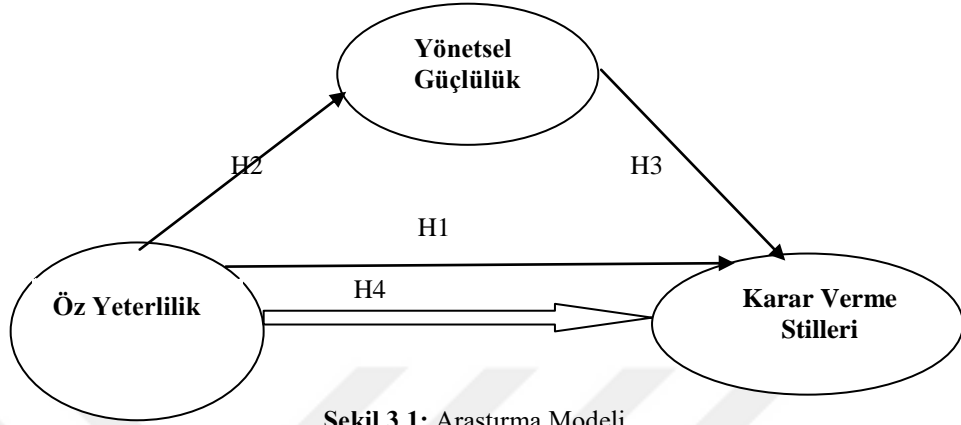 Yönetsel
Güçlülük
H2
H3
H1
Öz Yeterlilik
H4
Karar Verme
Stilleri
Şekil 3.1: Araştırma Modeli